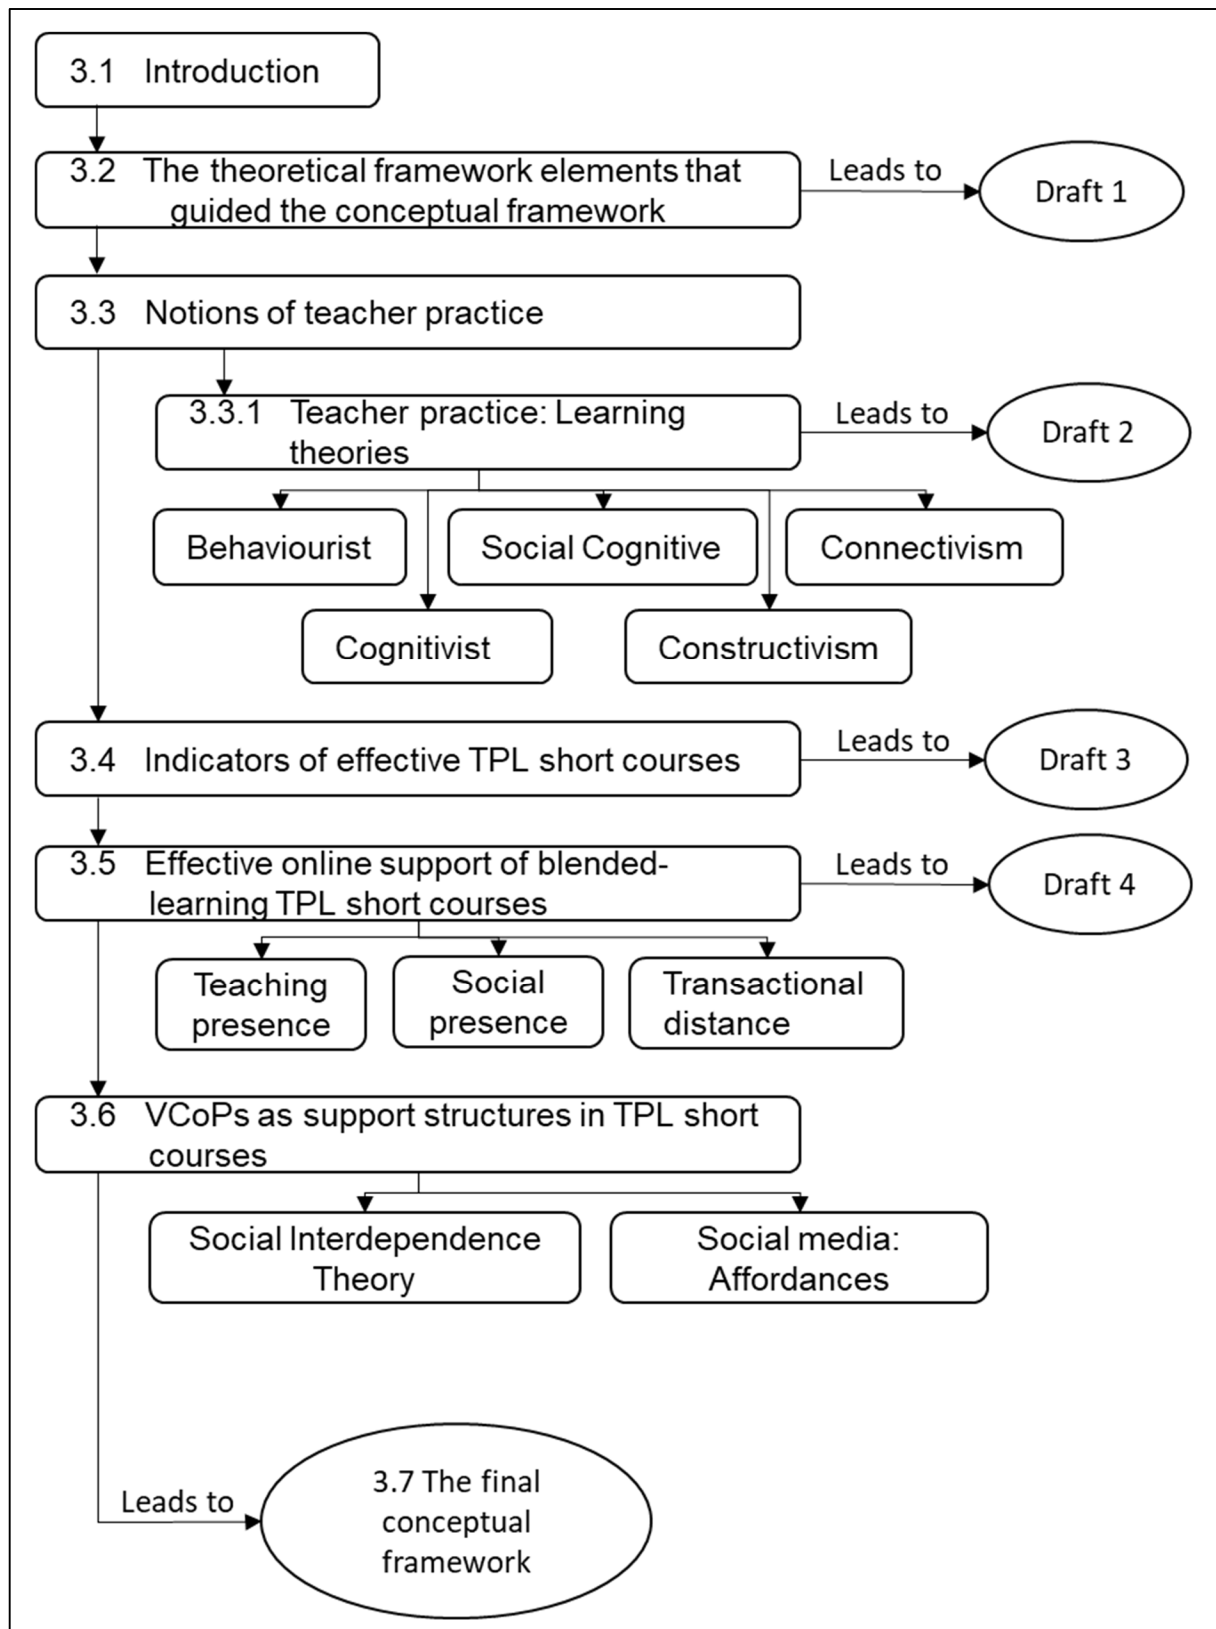 3.1 Introduction
3.2 The theoretical framework elements that
guided the conceptual framework
Leads to
Draft 1
3.3 Notions of teacher practice
3.3.1 Teacher practice: Learning
theories
Leads to
Draft 2
Behaviourist
Social Cognitive
Connectivism
Cognitivist
Constructivism
3.4 Indicators of effective TPL short courses
Leads to
Draft 3
3.5 Effective online support of blended-
learning TPL short courses
Leads to
Draft 4
Teaching
presence
Social
presence
Transactional
distance
3.6 VCoPs as support structures in TPL short
courses
Social Interdependence
Theory
Social media:
Affordances
Leads to
3.7 The final
conceptual
framework